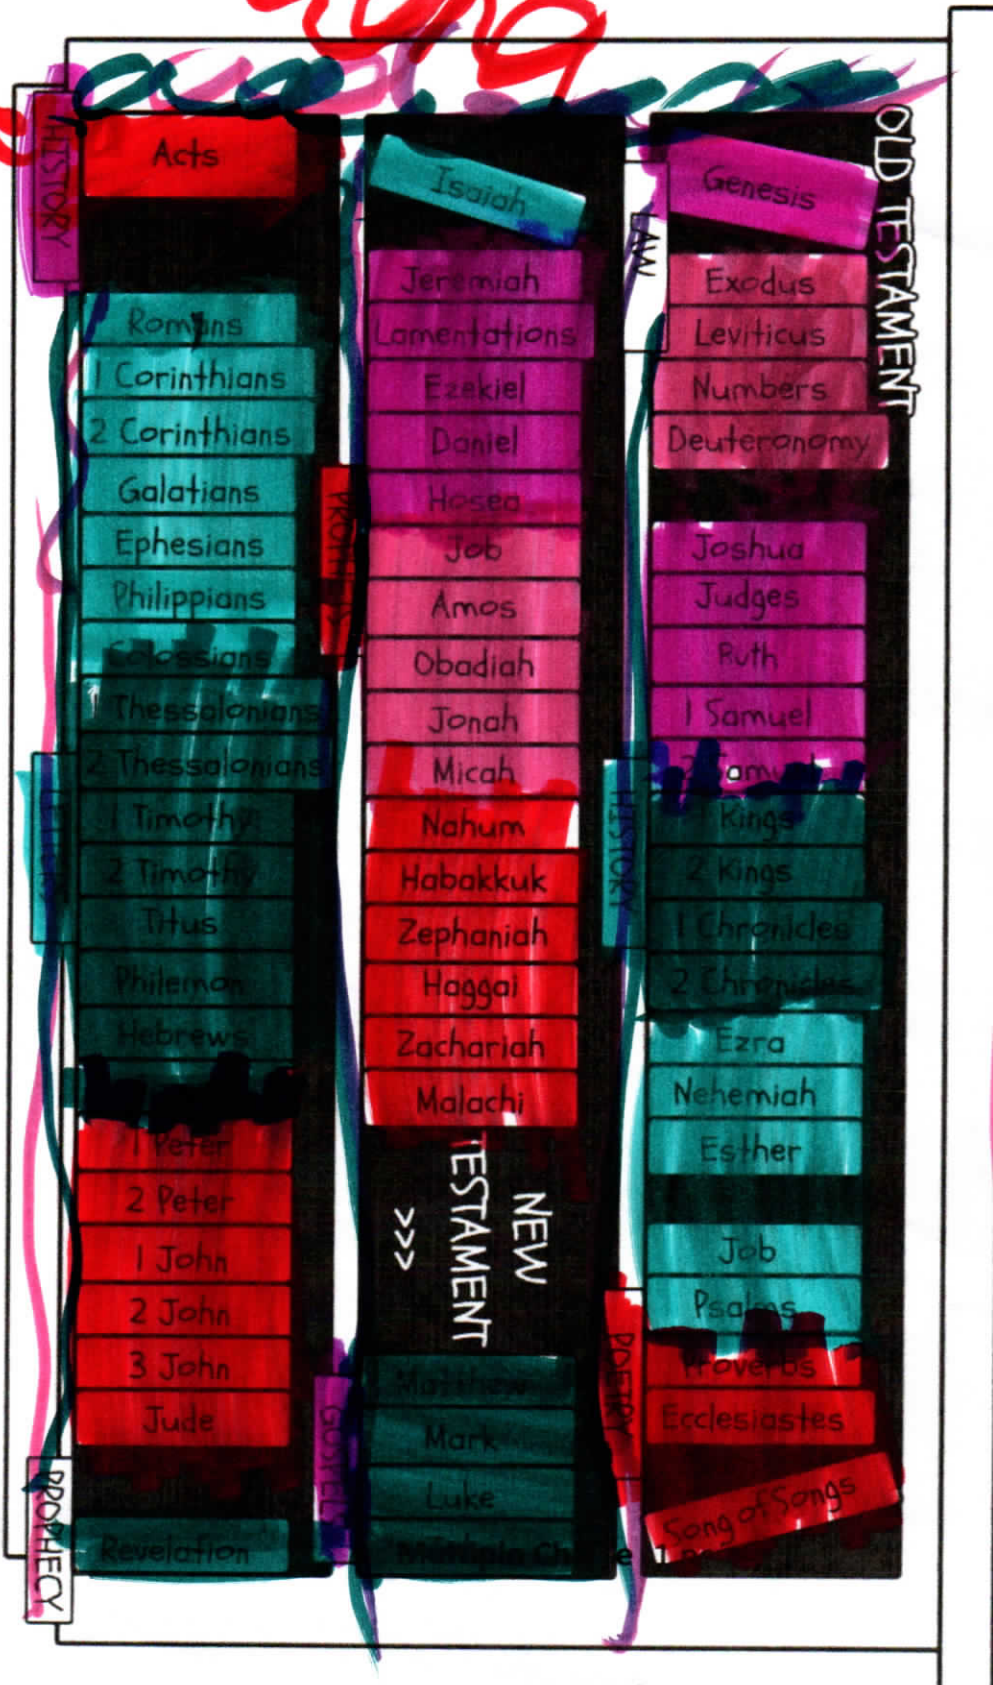 OLD TESTAMENT
LAW
Genesis
Exodus
Leviticus
Numbers
Deuteronomy
HISTORY
Joshua
Judges
Ruth
1 Samuel
2 Samuel
Kings
2 Kings
1 Chronicles
2 Chronicles
Ezra
Nehemiah
Esther
POETRY
Job
Psalms
Proverbs
Ecclesiastes
Song of Songs
PROPHETS
Isaiah
Jeremiah
Lamentations
Ezekiel
Daniel
Hosea
Job
Amos
Obadiah
Jonah
Micah
Nahum
Habakkuk
Zephaniah
Haggai
Zachariah
Malachi
NEW
TESTAMENT
>>>
GOSPELS
Matthew
Mark
Luke
HISTORY
Acts
Romans
1 Corinthians
2 Corinthians
Galatians
Ephesians
Philippians
Colossians
Thessalonians
2 Thessalonians
1 Timothy
2 Timothy
Titus
Philemon
Hebrews
1 Peter
2 Peter
1 John
2 John
3 John
Jude
PROPHECY
Revelation